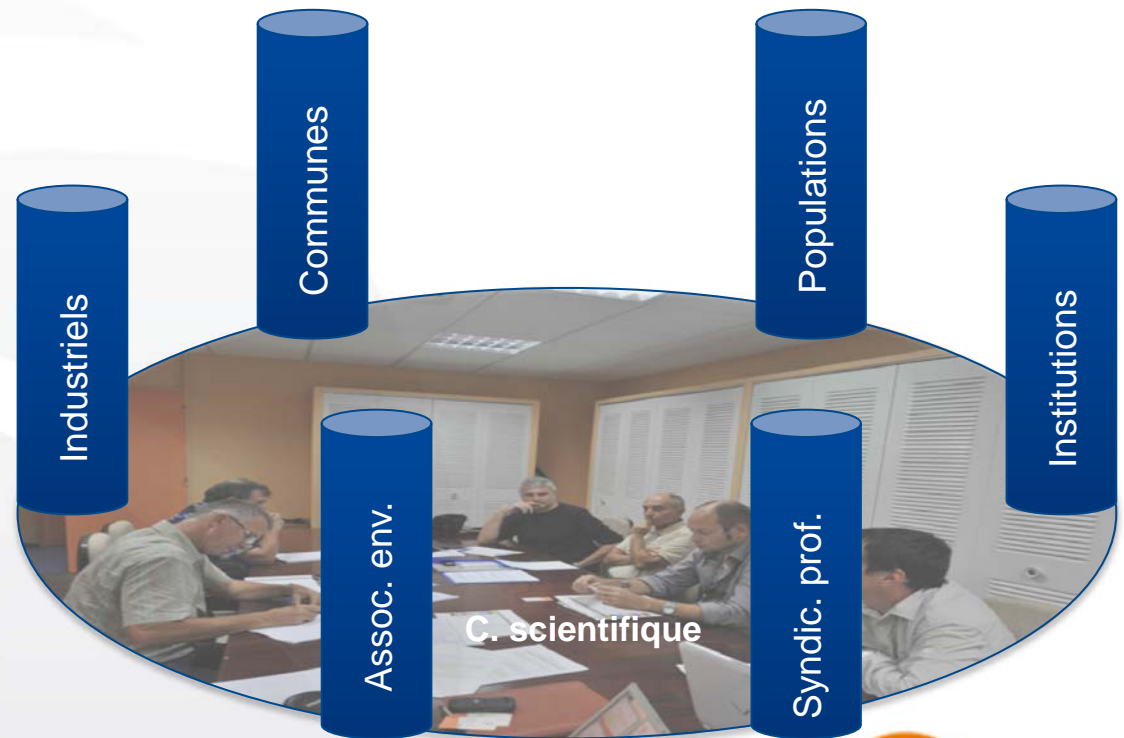 Communes
Populations
Industriels
Institutions
Assoc. env.
C. scientifique
Syndic. prof.